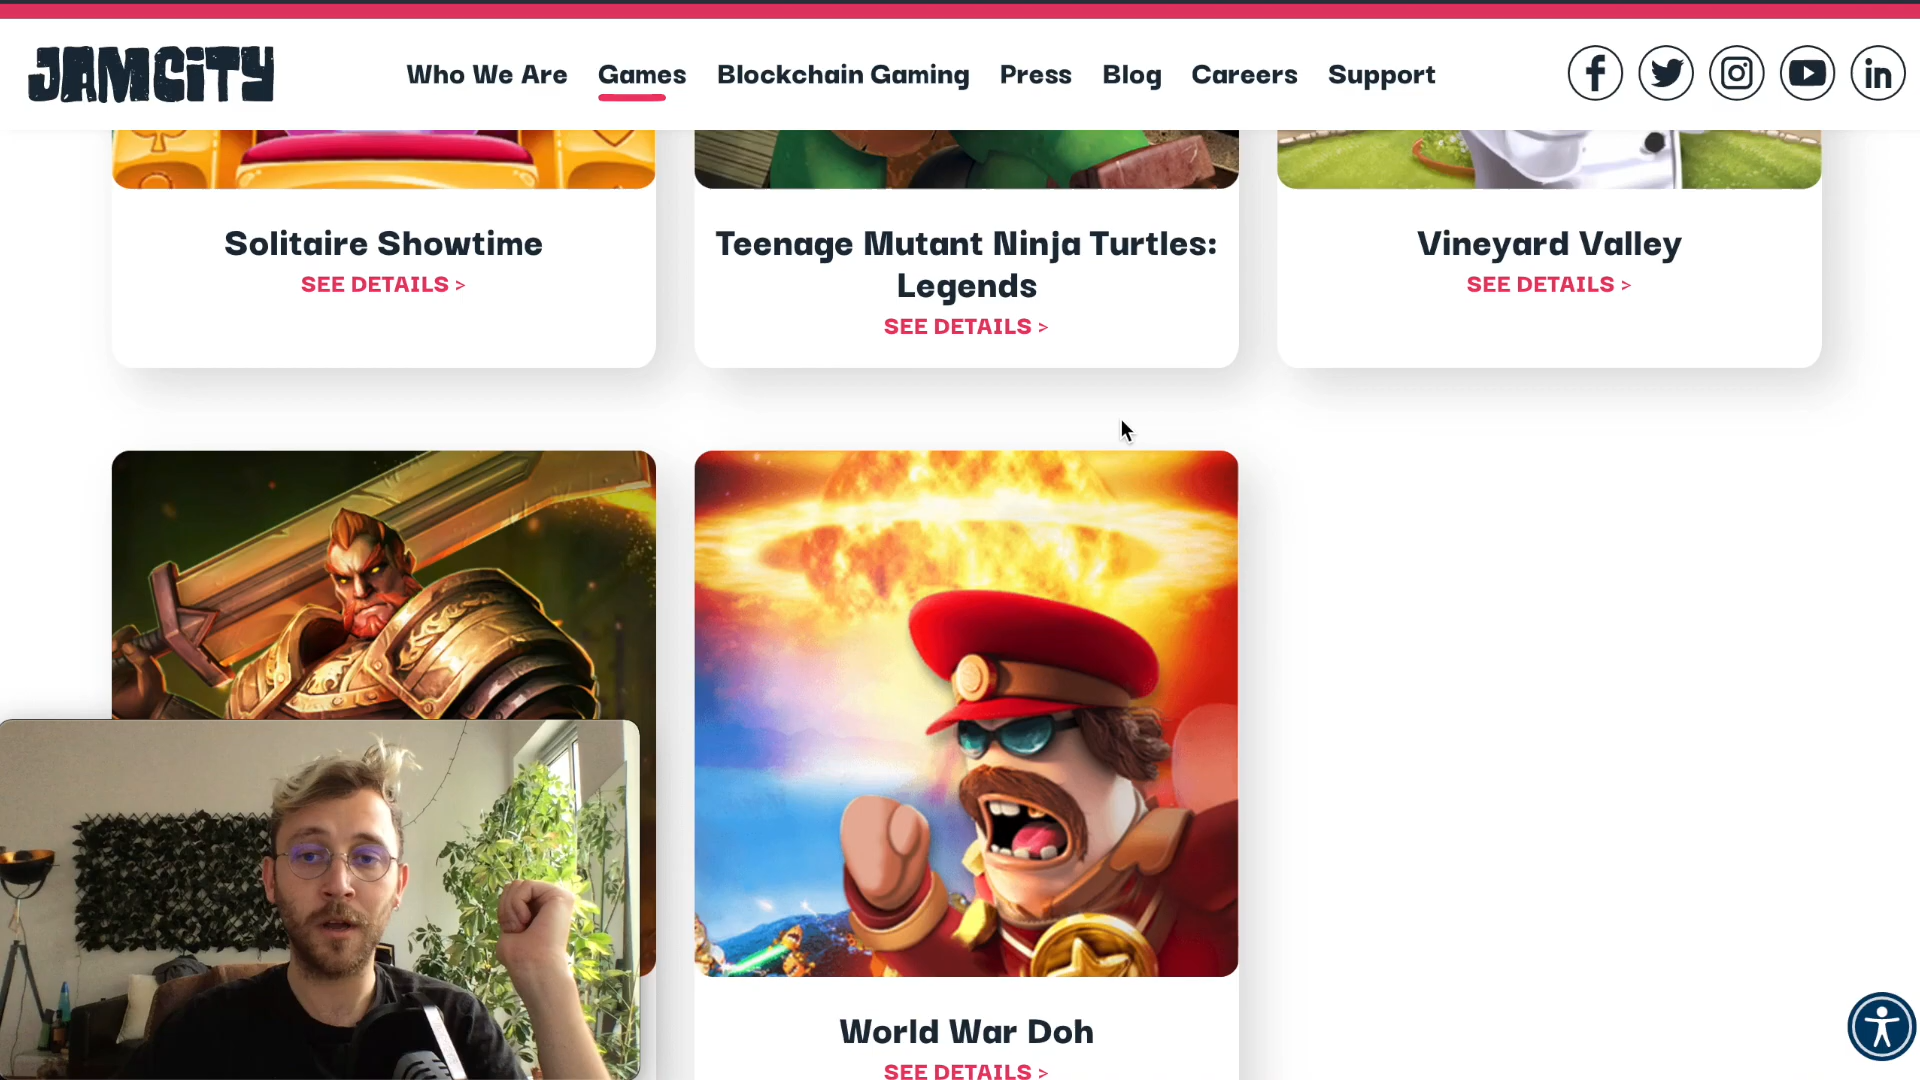 JAMCITY
Who We Are
Games
Blockchain Gaming
Press
Blog
Careers
Support
Solitaire Showtime
SEE DETAILS >
Teenage Mutant Ninja Turtles:
Legends
SEE DETAILS >
Vineyard Valley
SEE DETAILS >
World War Doh
SEE DETAILS >